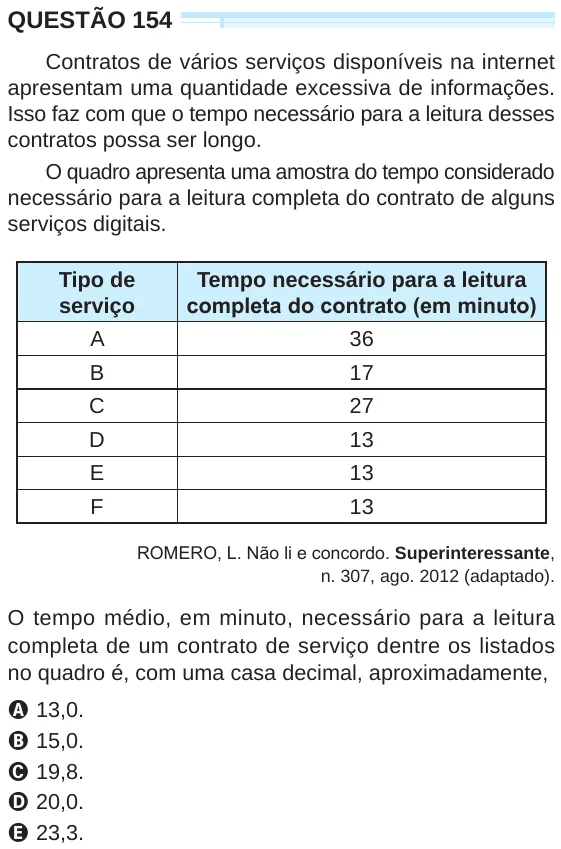 QUESTÃO 154
Contratos de vários serviços disponíveis na internet
apresentam uma quantidade excessiva de informações.
Isso faz com que o tempo necessário para a leitura desses
contratos possa ser longo.
O quadro apresenta uma amostra do tempo considerado
necessário para a leitura completa do contrato de alguns
serviços digitais.
Tipo de serviço Tempo necessário para a leitura completa do contrato (em minuto)
A 36
B 17
C 27
D 13
E 13
F 13
ROMERO, L. Não li e concordo. Superinteressante,
n. 307, ago. 2012 (adaptado).
O tempo médio, em minuto, necessário para a leitura
completa de um contrato de serviço dentre os listados
no quadro é, com uma casa decimal, aproximadamente,
A 13,0.
B 15,0.
C 19,8.
D 20,0.
E 23,3.